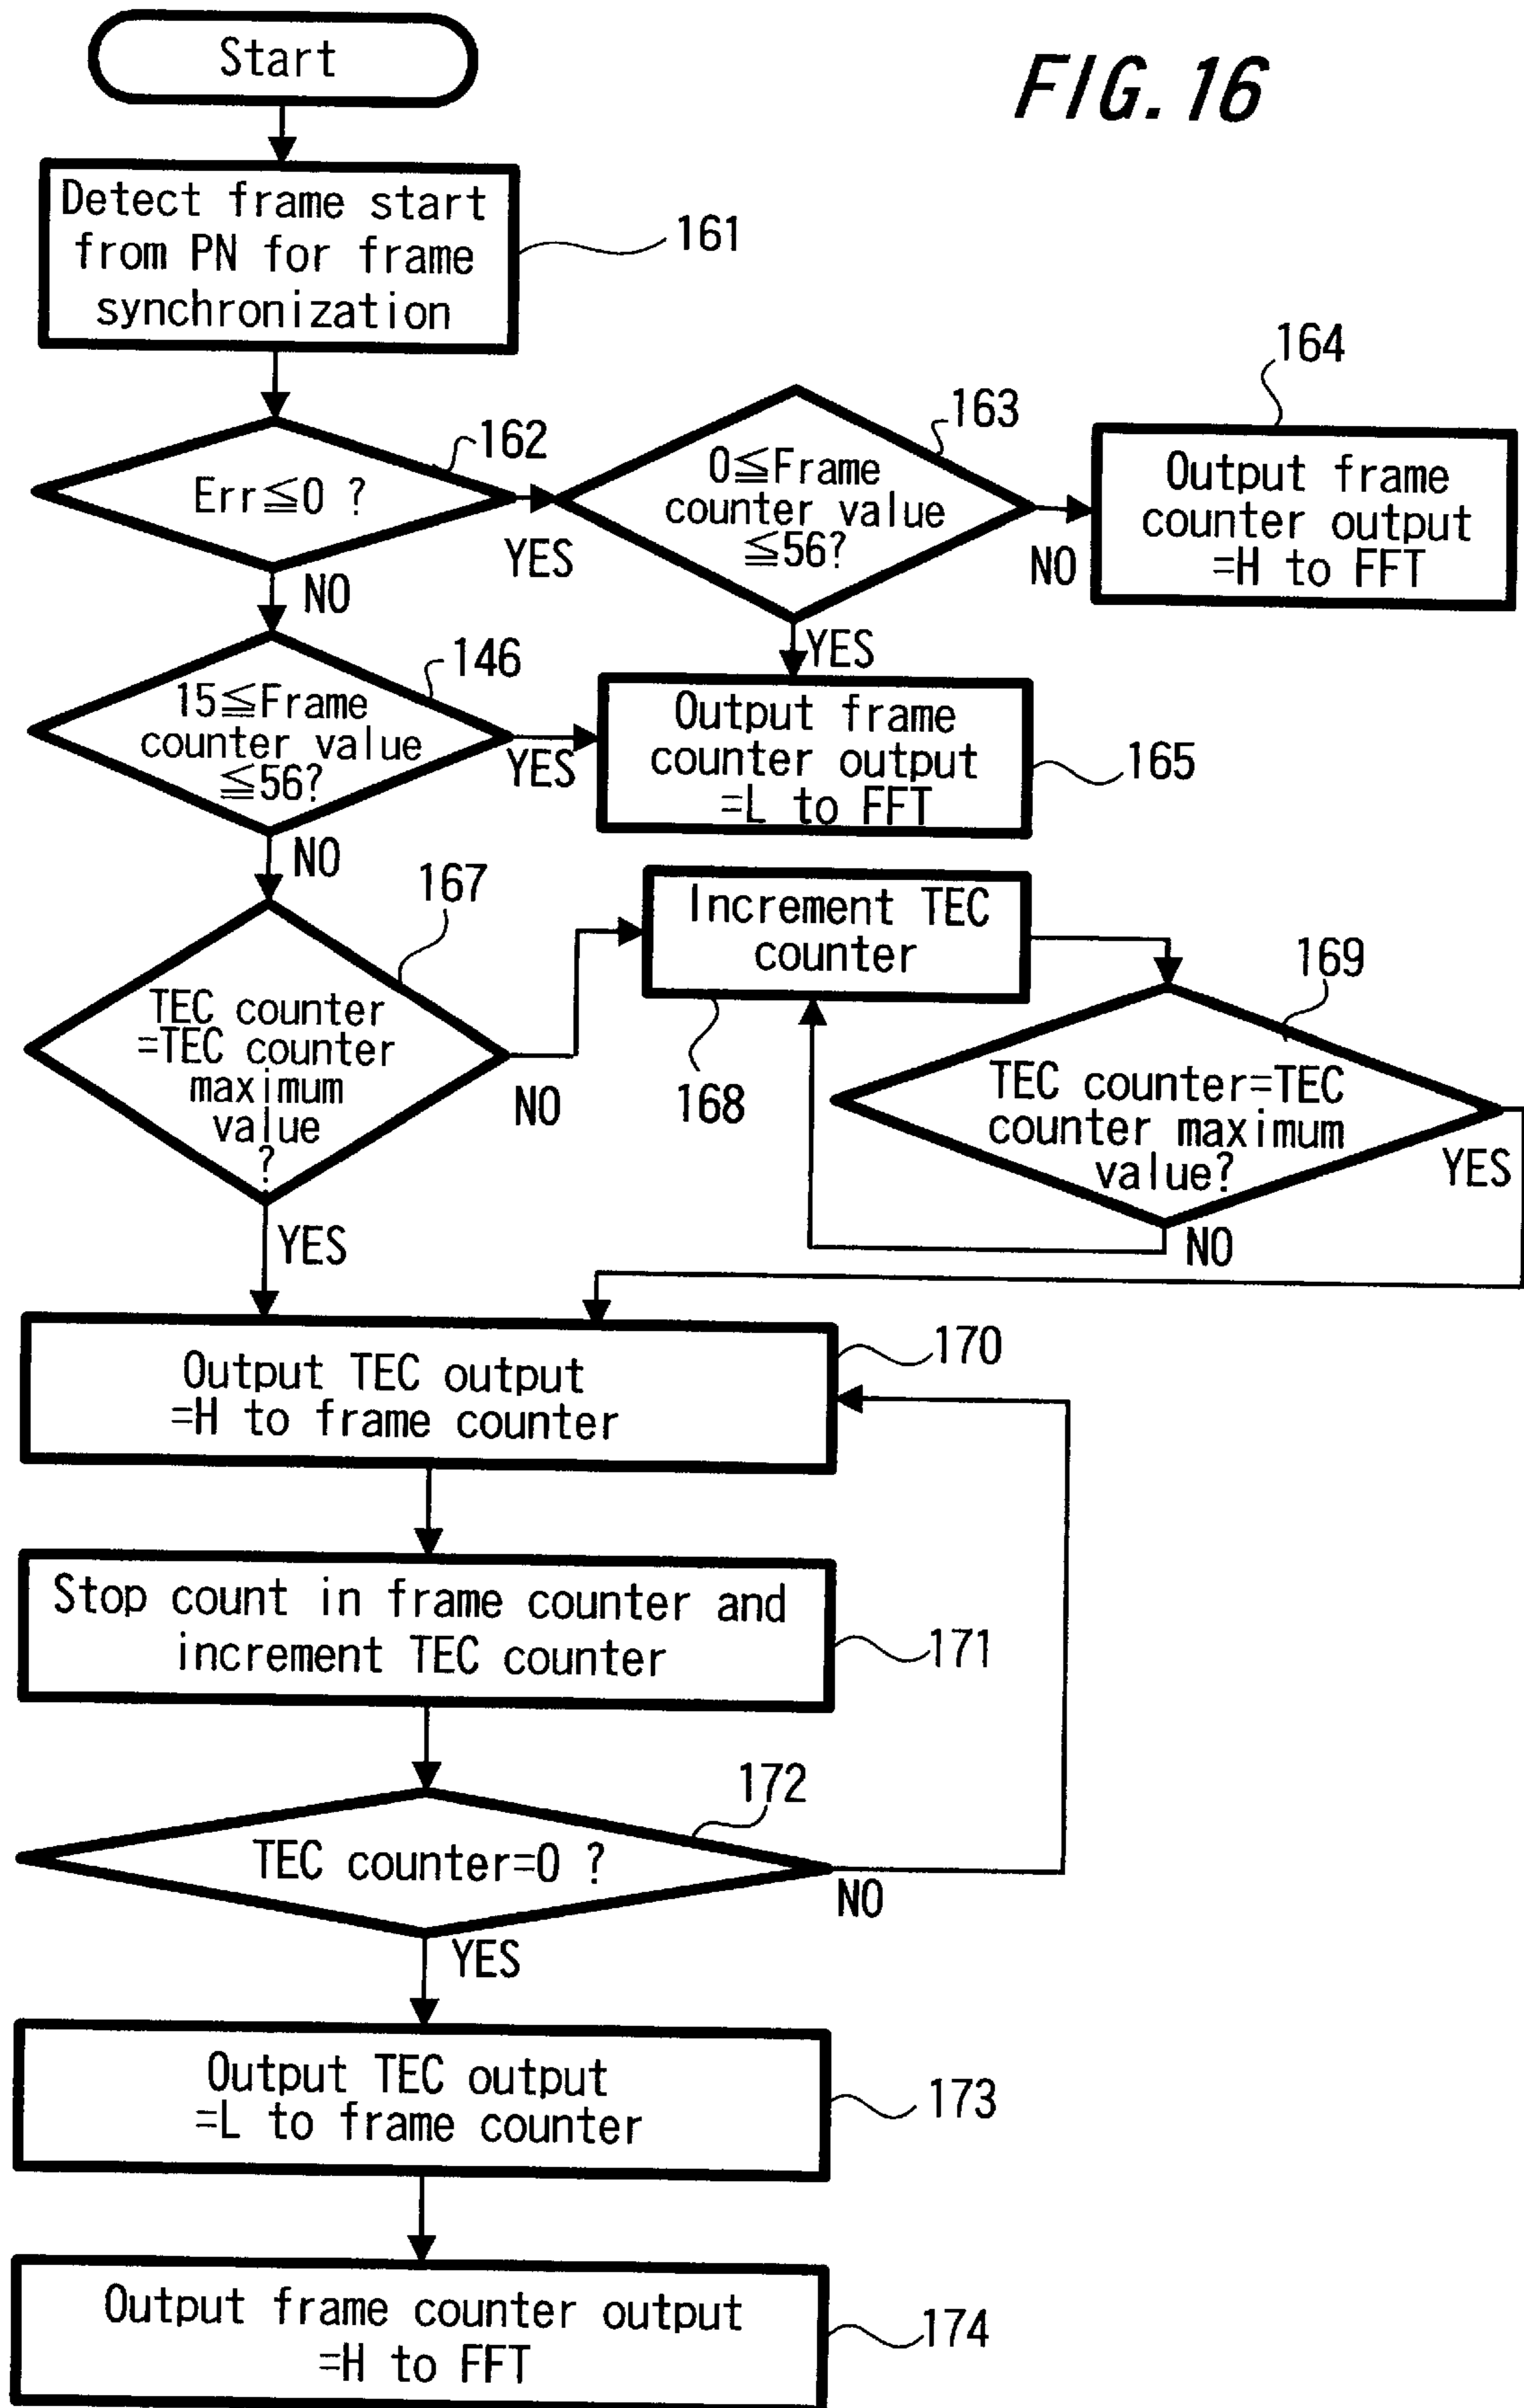 FIG. 16
Start
Detect frame start
from PN for frame
synchronization
161
Err≦0 ?
162
YES
NO
0≦Frame
counter value
≦56?
163
NO
YES
164
Output frame
counter output
=H to FFT
15≦Frame
counter value
≦56?
146
YES
NO
Output frame
counter output
=L to FFT
165
TEC counter
=TEC counter
maximum
value
?
167
NO
YES
Increment TEC
counter
168
TEC counter=TEC
counter maximum
value?
169
YES
NO
Output TEC output
=H to frame counter
170
Stop count in frame counter and
increment TEC counter
171
TEC counter=0 ?
172
NO
YES
Output TEC output
=L to frame counter
173
Output frame counter output
=H to FFT
174